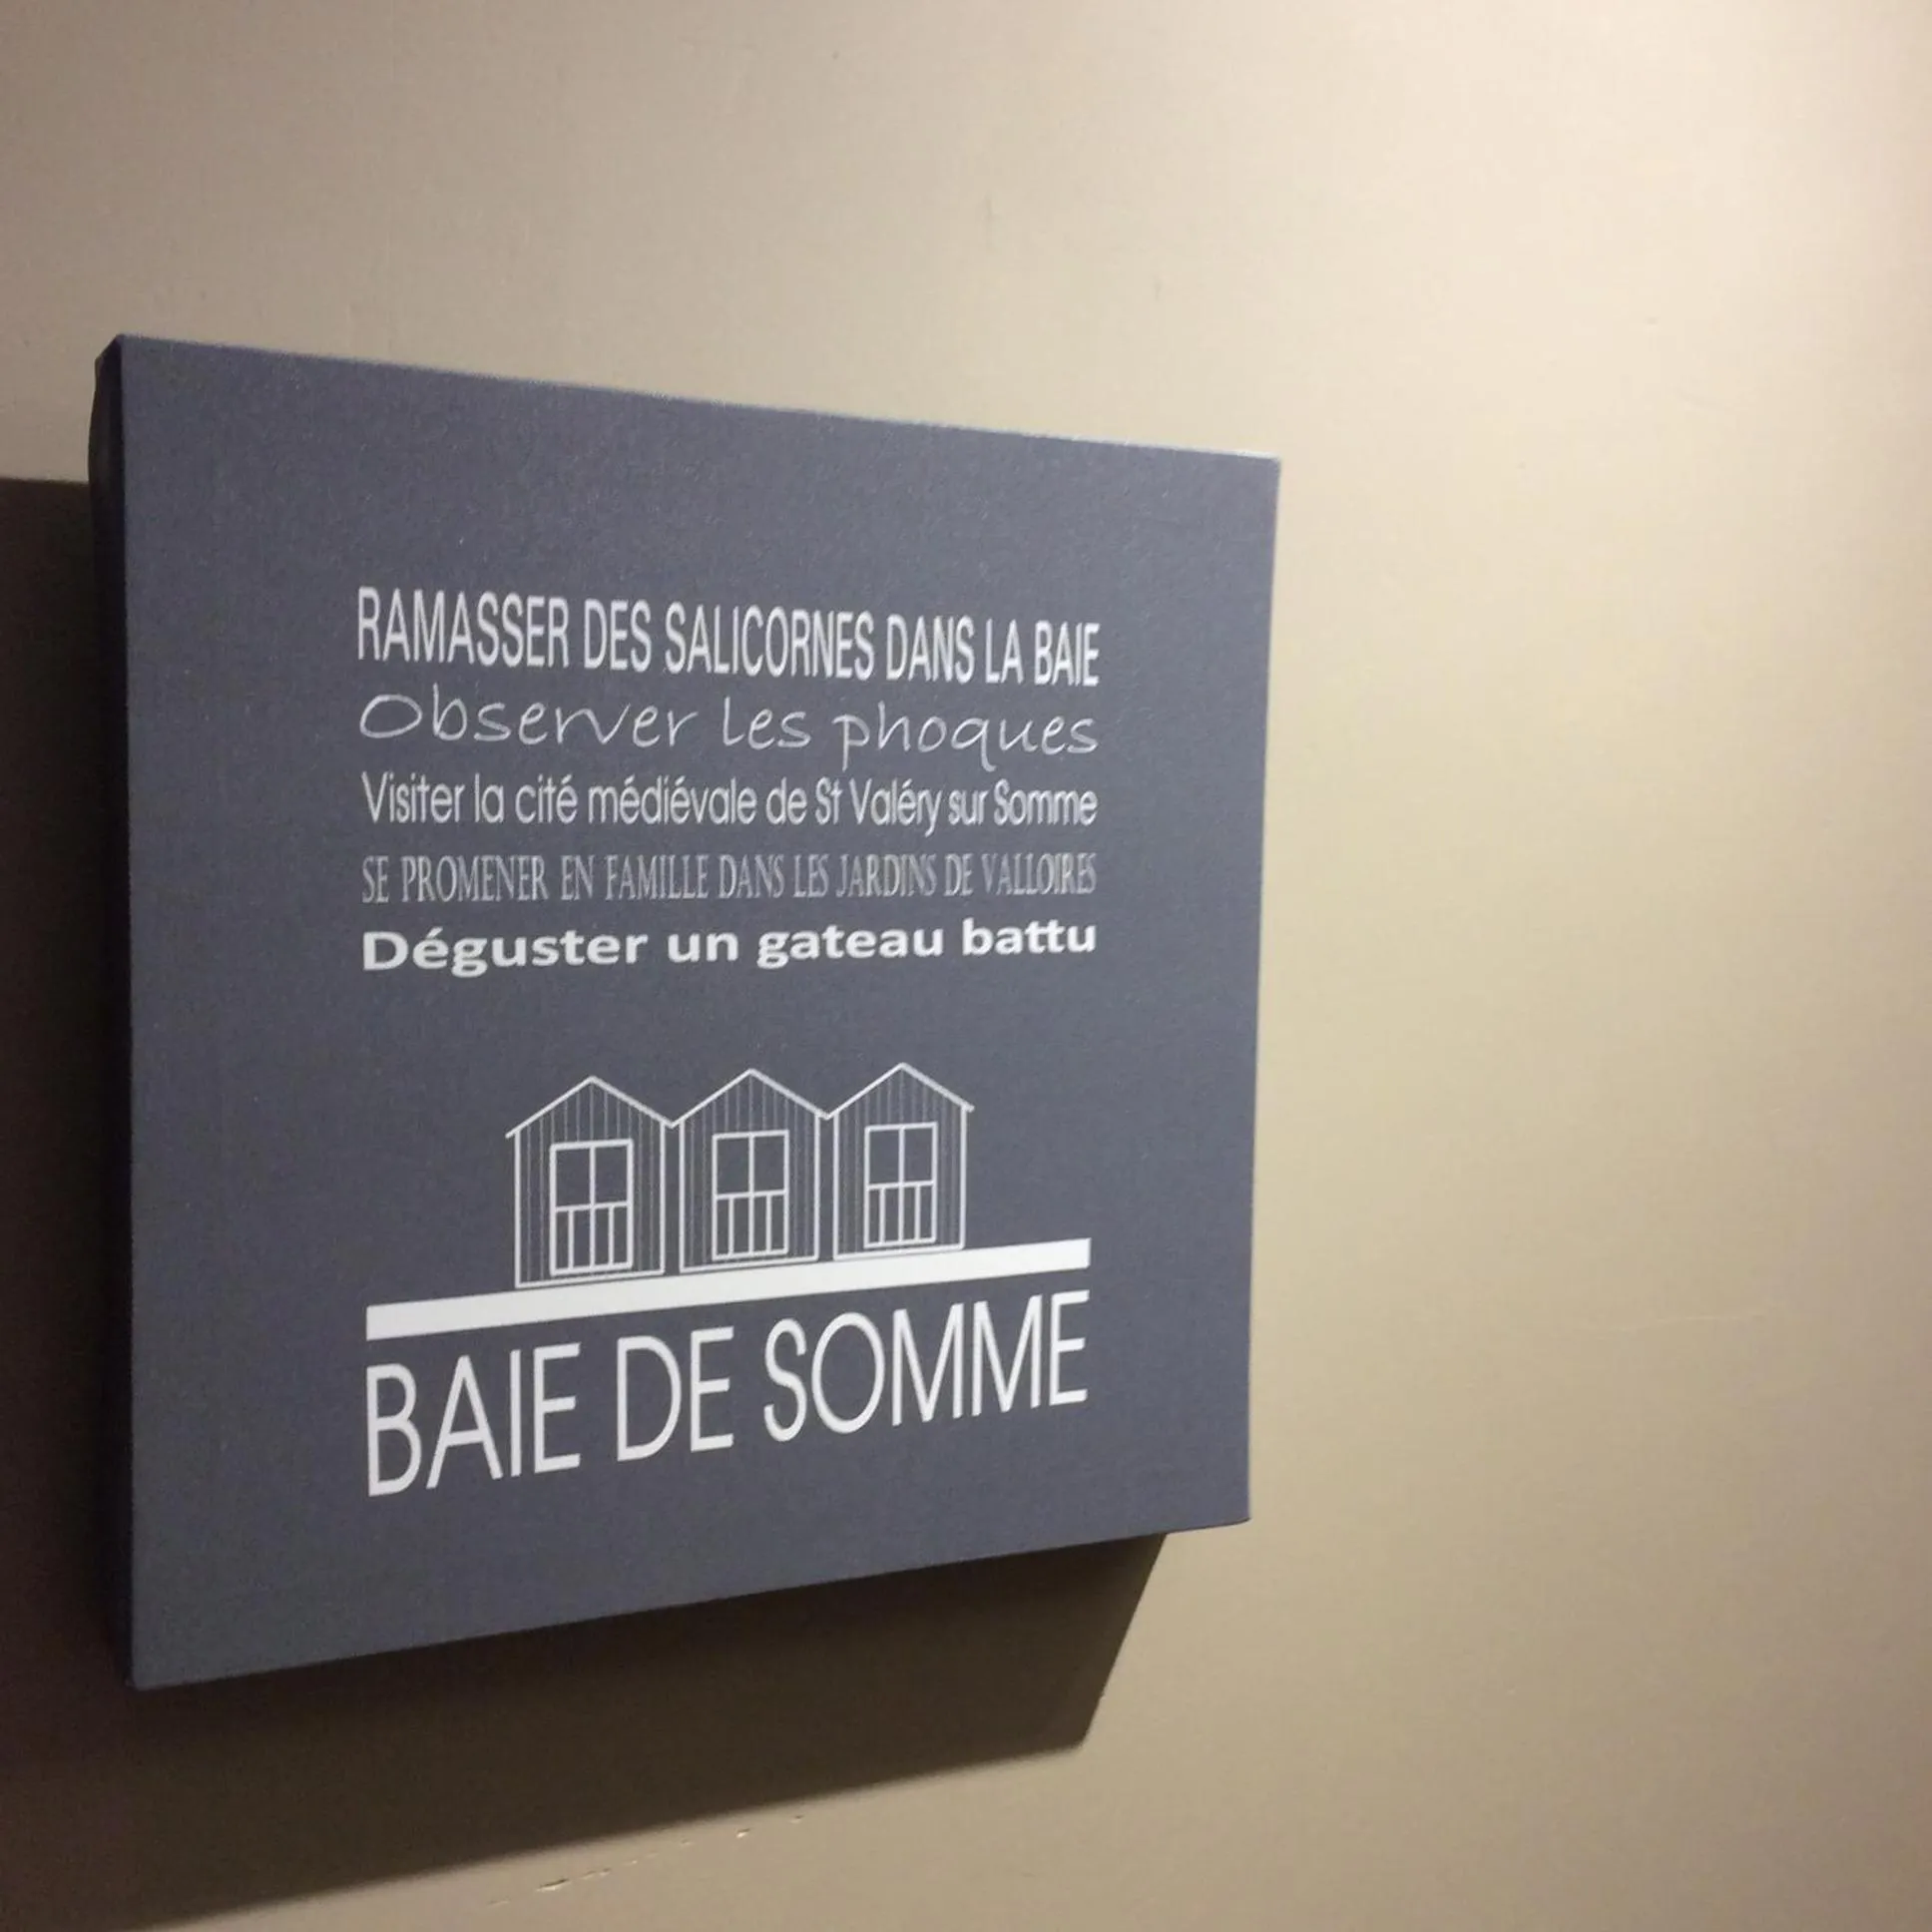 RAMASSER DES SALICORNES DANS LA BAIE
Observer les phoques
Visiter la cité médiévale de St Valéry sur Somme
SE PROMENER EN FAMILLE DANS LES JARDINS DE VALLOIRES
Déguster un gateau battu
BAIE DE SOMME